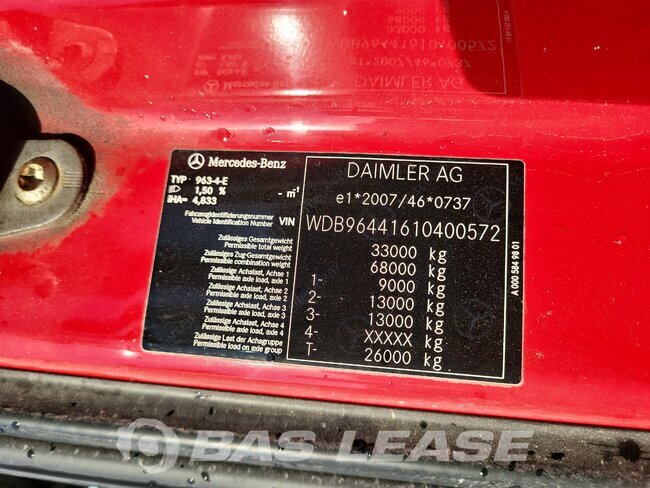 Mercedes-Benz
TYP 963-4-E
1,50 % - m⁻¹
IHA= 4,833
Fahrzeugidentifizierungsnummer
Vehicle Identification Number VIN
Zulässiges Gesamtgewicht
Permissible total weight
Zulässiges Zug-Gesamtgewicht
Permissible combination weight
Zulässige Achslast, Achse 1
Permissible axle load, axle 1
Zulässige Achslast, Achse 2
Permissible axle load, axle 2
Zulässige Achslast, Achse 3
Permissible axle load, axle 3
Zulässige Achslast, Achse 4
Permissible axle load, axle 4
Zulässige Last der Achsgruppe
Permissible load on axle group
DAIMLER AG
e1*2007/46*0737
WDB96441610400572
33000 kg
68000 kg
1- 9000 kg
2- 13000 kg
3- 13000 kg
4- XXXXX kg
T- 26000 kg
A 000 584 98 01
BAS LEASE